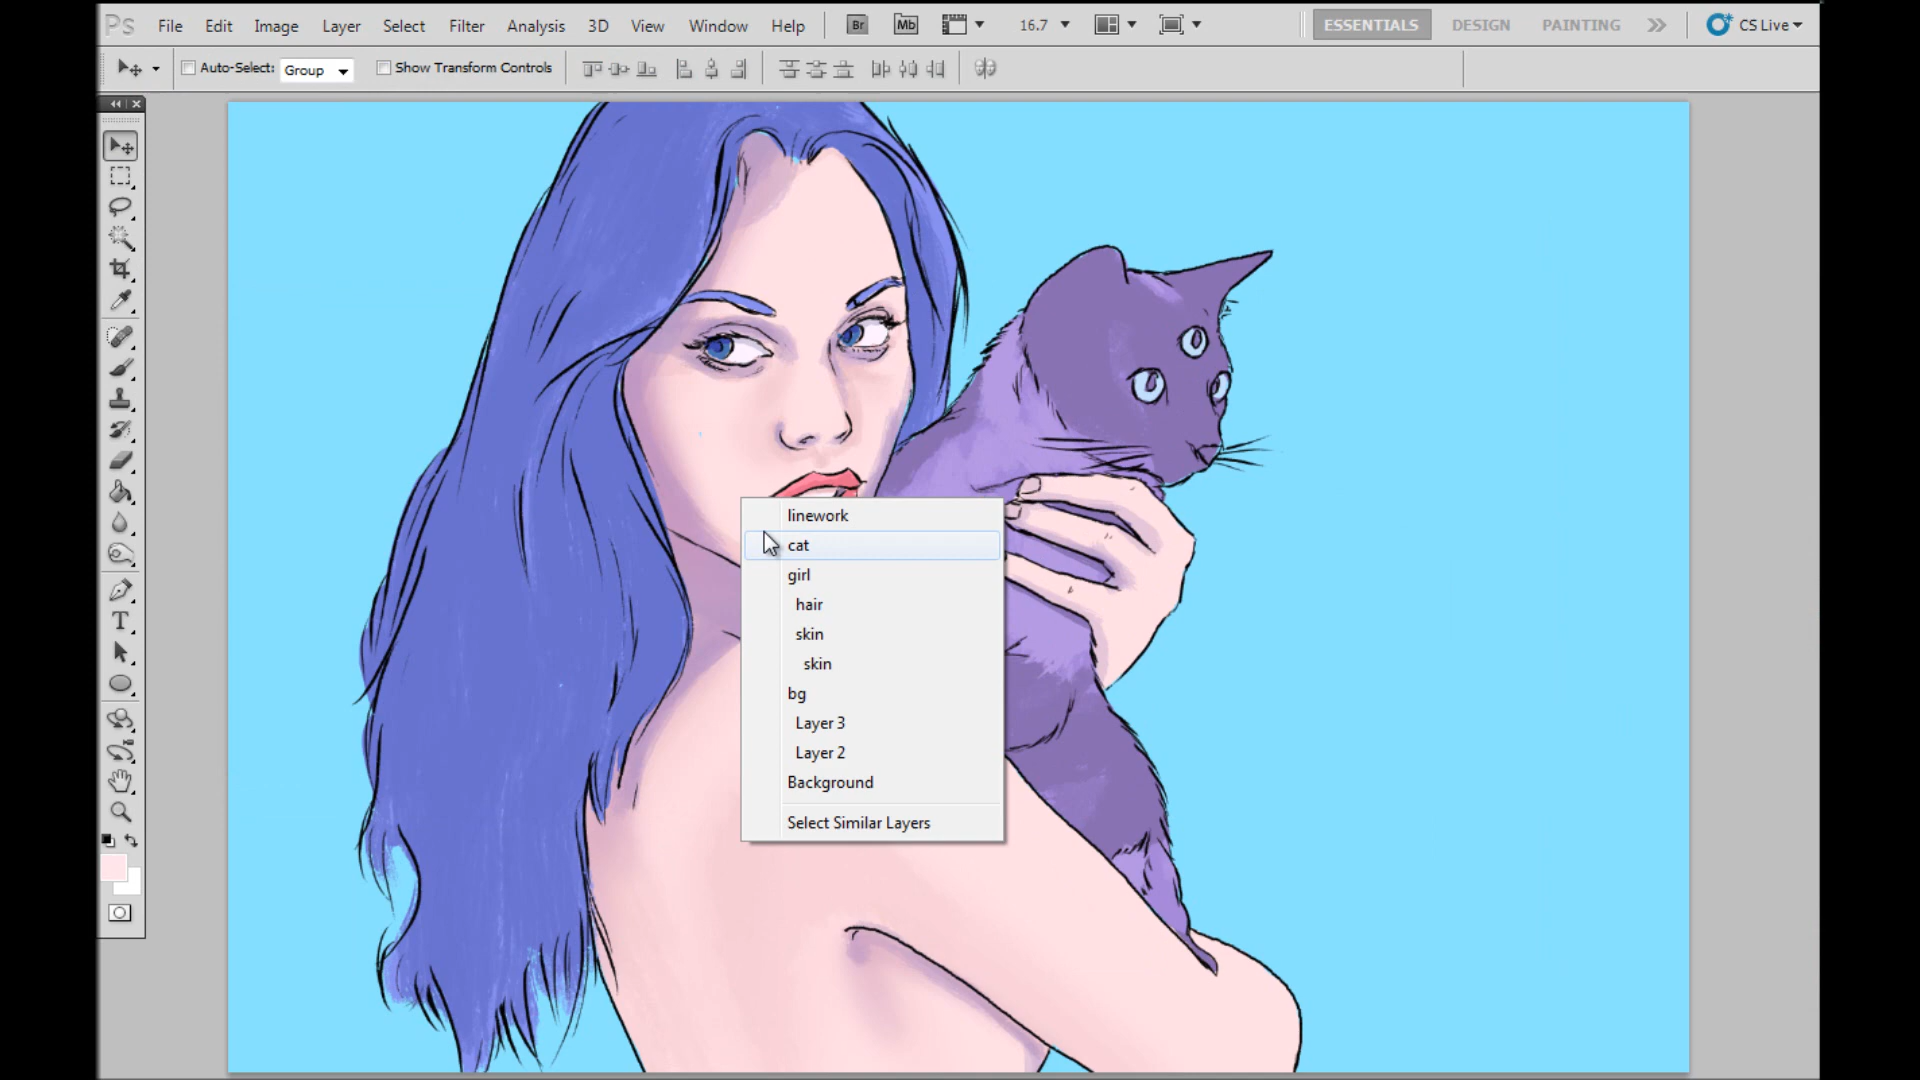 Ps File Edit Image Layer Select Filter Analysis 3D View Window Help Br Mb 16.7 ESSENTIALS DESIGN PAINTING CS Live
Auto-Select: Group Show Transform Controls
linework
cat
girl
hair
skin
skin
bg
Layer 3
Layer 2
Background
Select Similar Layers
T